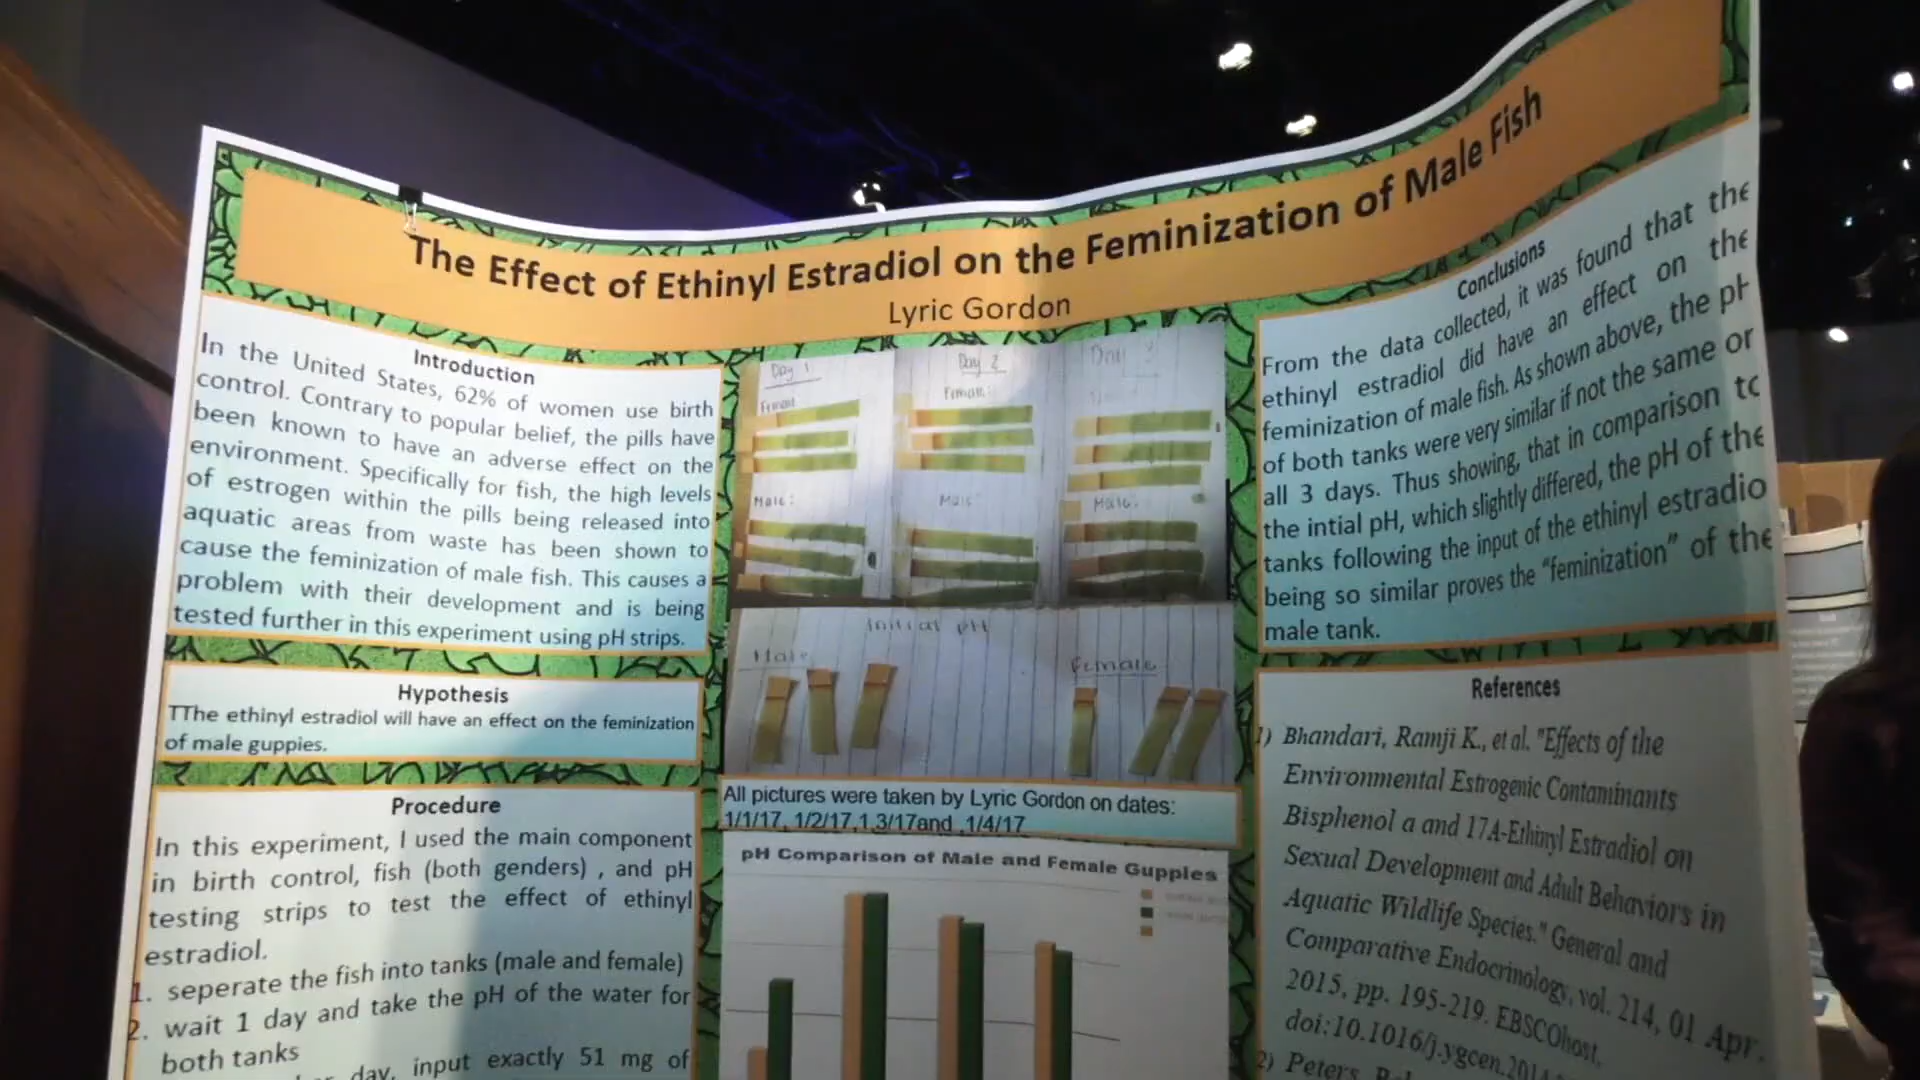 The Effect of Ethinyl Estradiol on the Feminization of Male Fish
Lyric Gordon
Introduction
In the United States, 62% of women use birth
control. Contrary to popular belief, the pills have
been known to have an adverse effect on the
environment. Specifically for fish, the high levels
of estrogen within the pills being released into
aquatic areas from waste has been shown to
cause the feminization of male fish. This causes a
problem with their development and is being
tested further in this experiment using pH strips.
Hypothesis
TThe ethinyl estradiol will have an effect on the feminization
of male guppies.
Procedure
In this experiment, I used the main component
in birth control, fish (both genders) , and pH
testing strips to test the effect of ethinyl
estradiol.
1. seperate the fish into tanks (male and female)
2. wait 1 day and take the pH of the water for
both tanks
day, input exactly 51 mg of
Day 1
Day 2
Day
Female:
Male:
Male:
Male:
Initial pH
Male
Female
All pictures were taken by Lyric Gordon on dates:
1/1/17, 1/2/17,1,3/17and ,1/4/17
pH Comparison of Male and Female Gupples
Conclusions
From the data collected, it was found that the
ethinyl estradiol did have an effect on the
feminization of male fish. As shown above, the pH
of both tanks were very similar if not the same or
all 3 days. Thus showing, that in comparison to
the intial pH, which slightly differed, the pH of the
tanks following the input of the ethinyl estradio
being so similar proves the "feminization" of the
male tank.
References
1) Bhandari, Ramji K., et al. "Effects of the
Environmental Estrogenic Contaminants
Bisphenol a and 17A-Ethinyl Estradiol on
Sexual Development and Adult Behaviors in
Aquatic Wildlife Species." General and
Comparative Endocrinology, vol. 214, 01 Apr.
2015, pp. 195-219. EBSCOhost,
doi:10.1016/j.ygcen.2014
2) Peters,